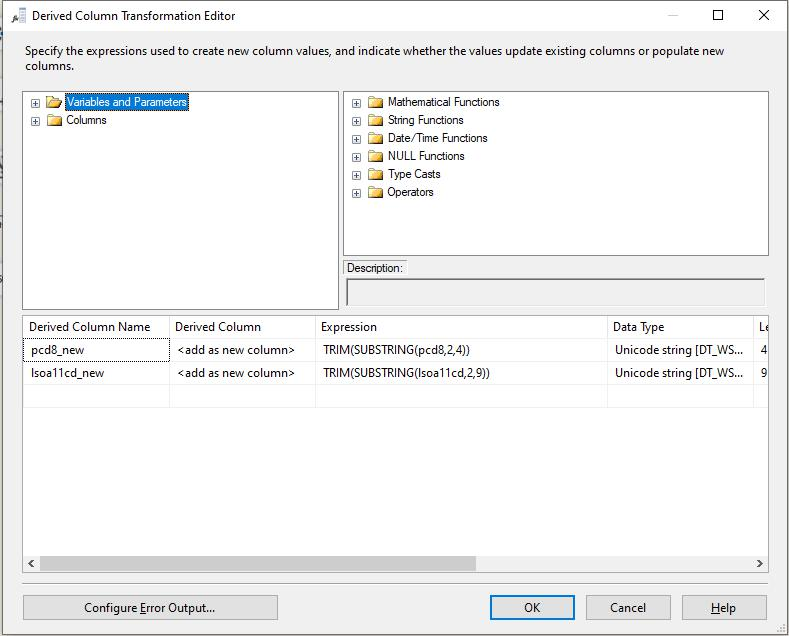 Derived Column Transformation Editor
Specify the expressions used to create new column values, and indicate whether the values update existing columns or populate new
columns.
Variables and Parameters
Columns
Mathematical Functions
String Functions
Date/Time Functions
NULL Functions
Type Casts
Operators
Description:
Derived Column Name Derived Column Expression Data Type Le
pcd8_new <add as new column> TRIM(SUBSTRING(pcd8,2,4)) Unicode string [DT_WS... 4
lsoa11cd_new <add as new column> TRIM(SUBSTRING(lsoa11cd,2,9)) Unicode string [DT_WS... 9
Configure Error Output... OK Cancel Help